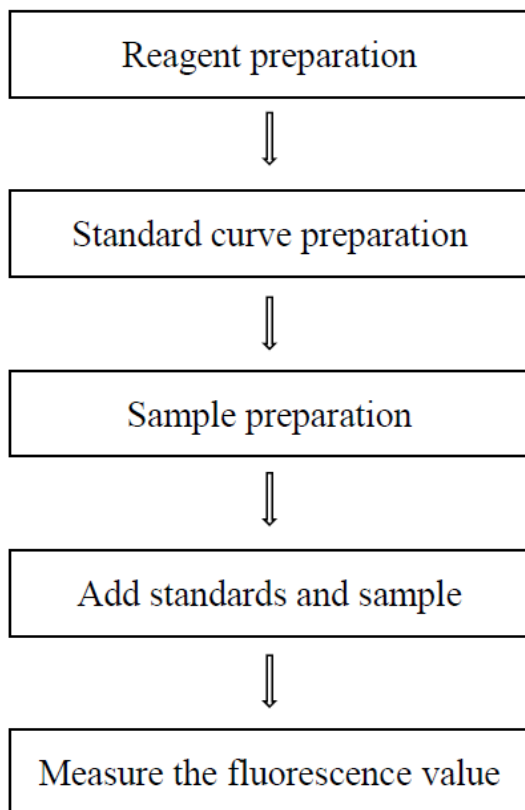 Reagent preparation
Standard curve preparation
Sample preparation
Add standards and sample
Measure the fluorescence value